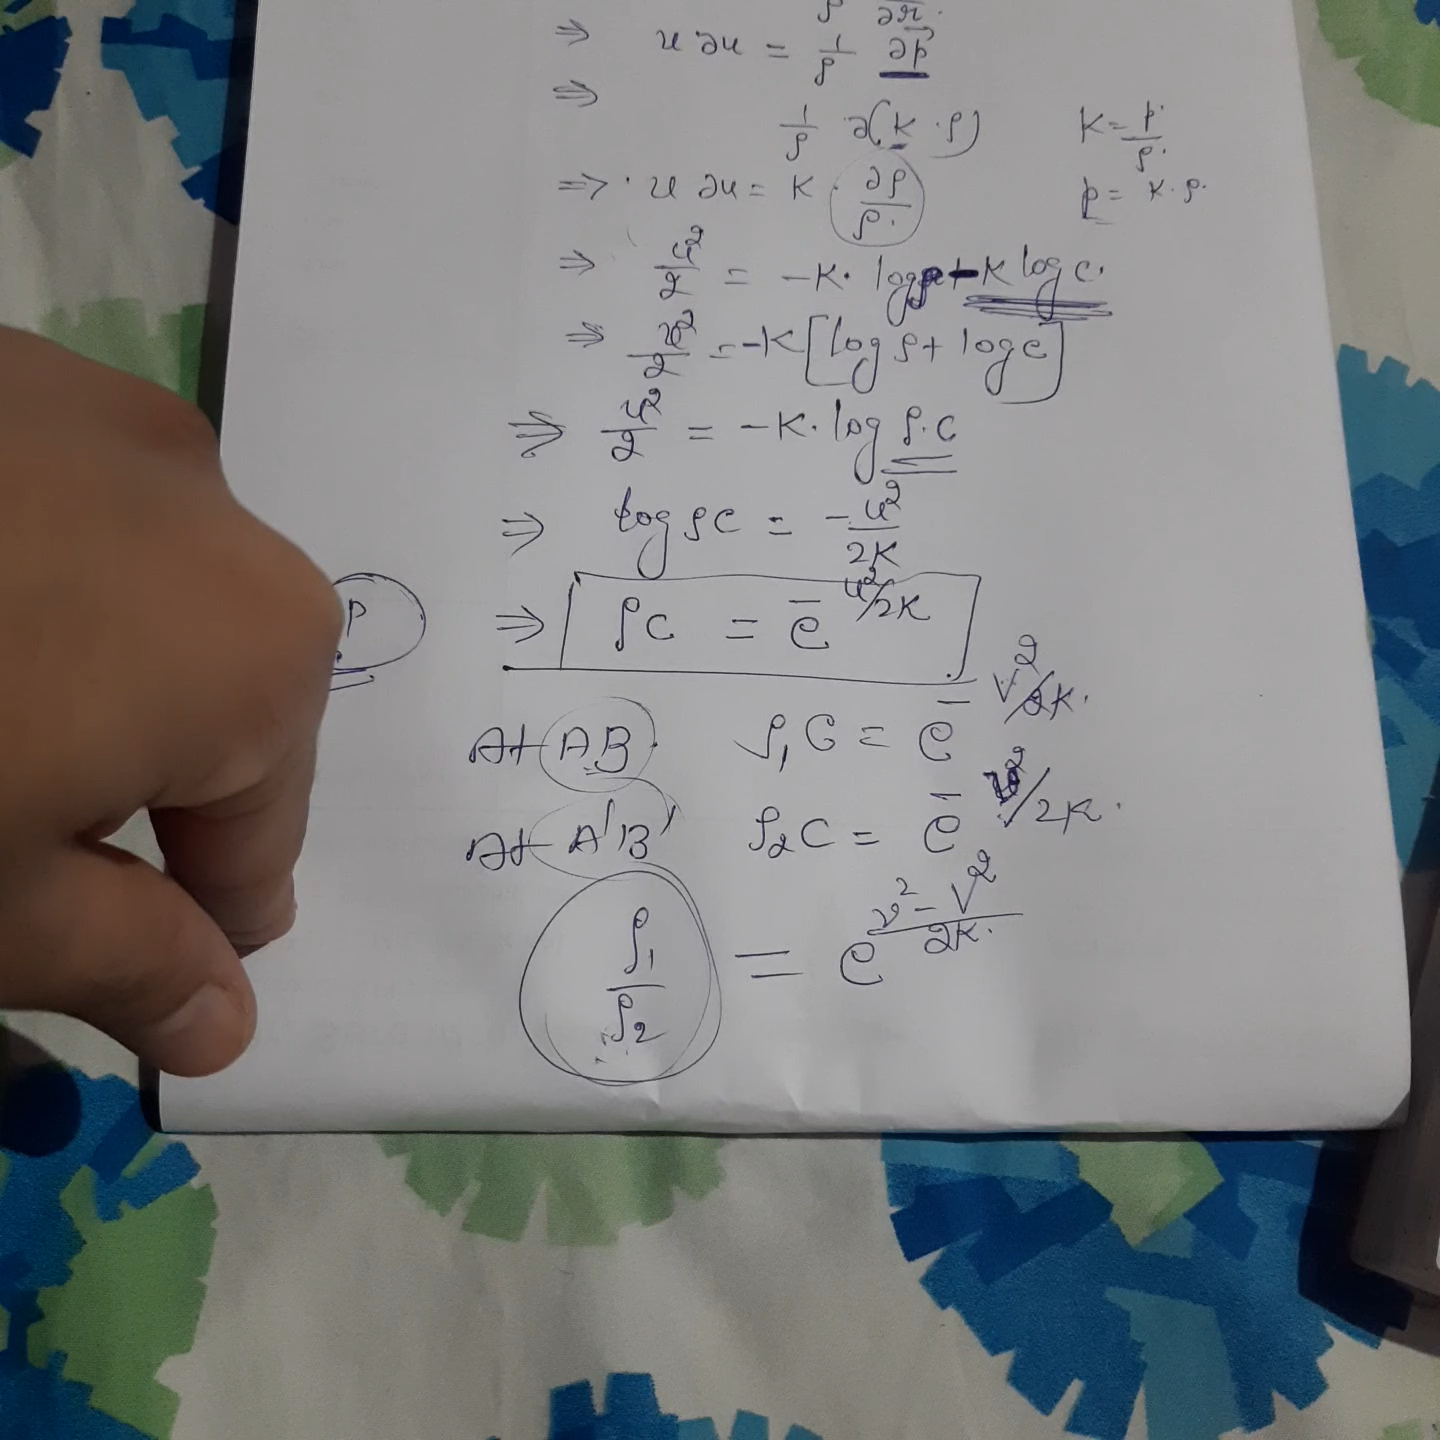 ρ ∂x.
⇒ u ∂u = 1/ρ ∂p
⇒
1/ρ ∂(K · ρ) K = p/ρ
⇒ u ∂u = K · ∂ρ/ρ p = K · ρ.
⇒ u²/2 = -K · log ρ + -K log c.
⇒ u²/2 = -K [log ρ + log c]
⇒ u²/2 = -K · log ρ · c
⇒ log ρc = -u²/2K
P
⇒ ρc = e^-u²/2K
At AB ρ₁C = e^-V²/2K.
At A'B' ρ₂C = e^-v²/2K.
ρ₁/ρ₂ = e^(v² - V²)/2K.